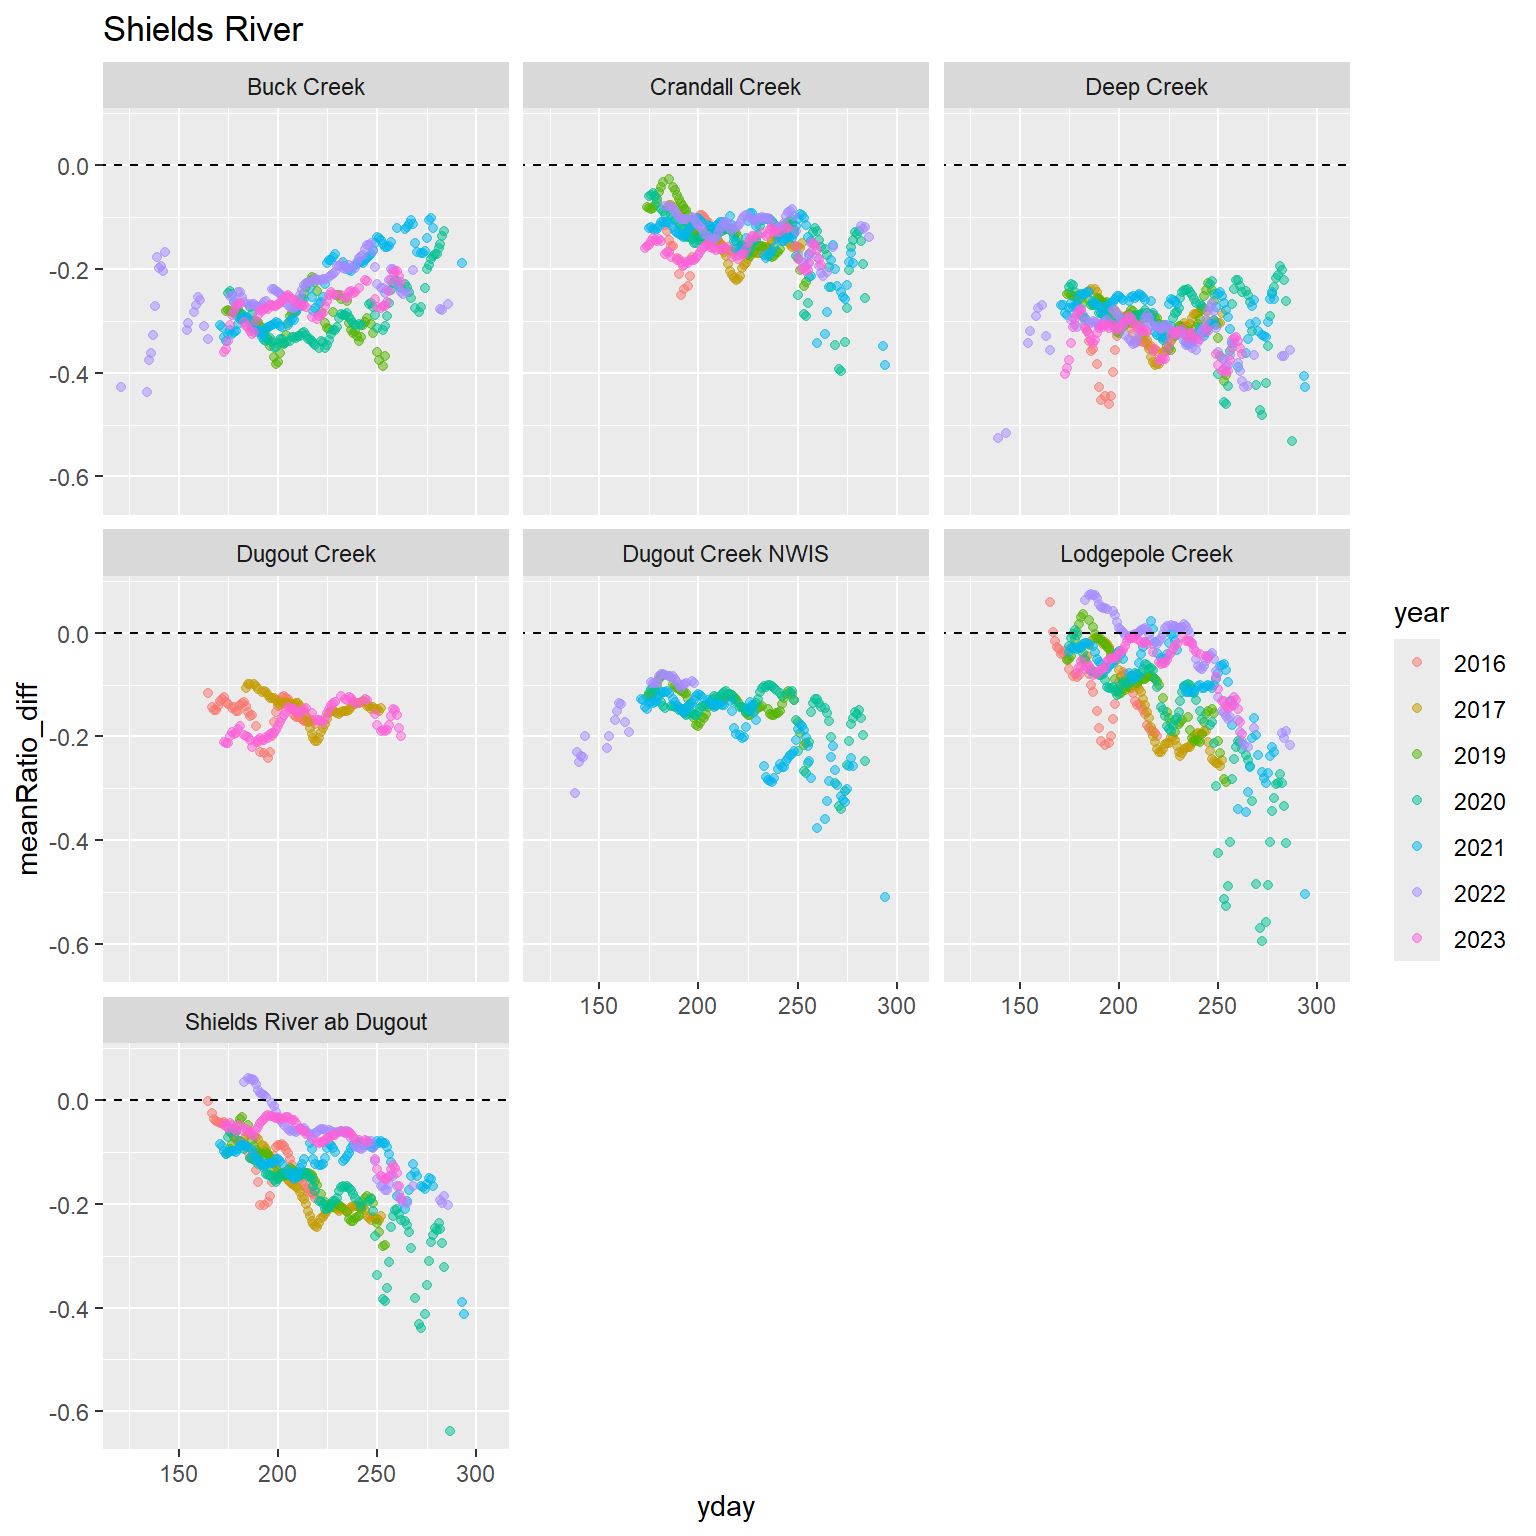 Shields River
Buck Creek
Crandall Creek
Deep Creek
0.0
-0.2
-0.4
-0.6
Dugout Creek
Dugout Creek NWIS
Lodgepole Creek
0.0
-0.2
-0.4
-0.6
150 200 250 300
150 200 250 300
Shields River ab Dugout
0.0
-0.2
-0.4
-0.6
150 200 250 300
yday
meanRatio_diff
year
2016
2017
2019
2020
2021
2022
2023